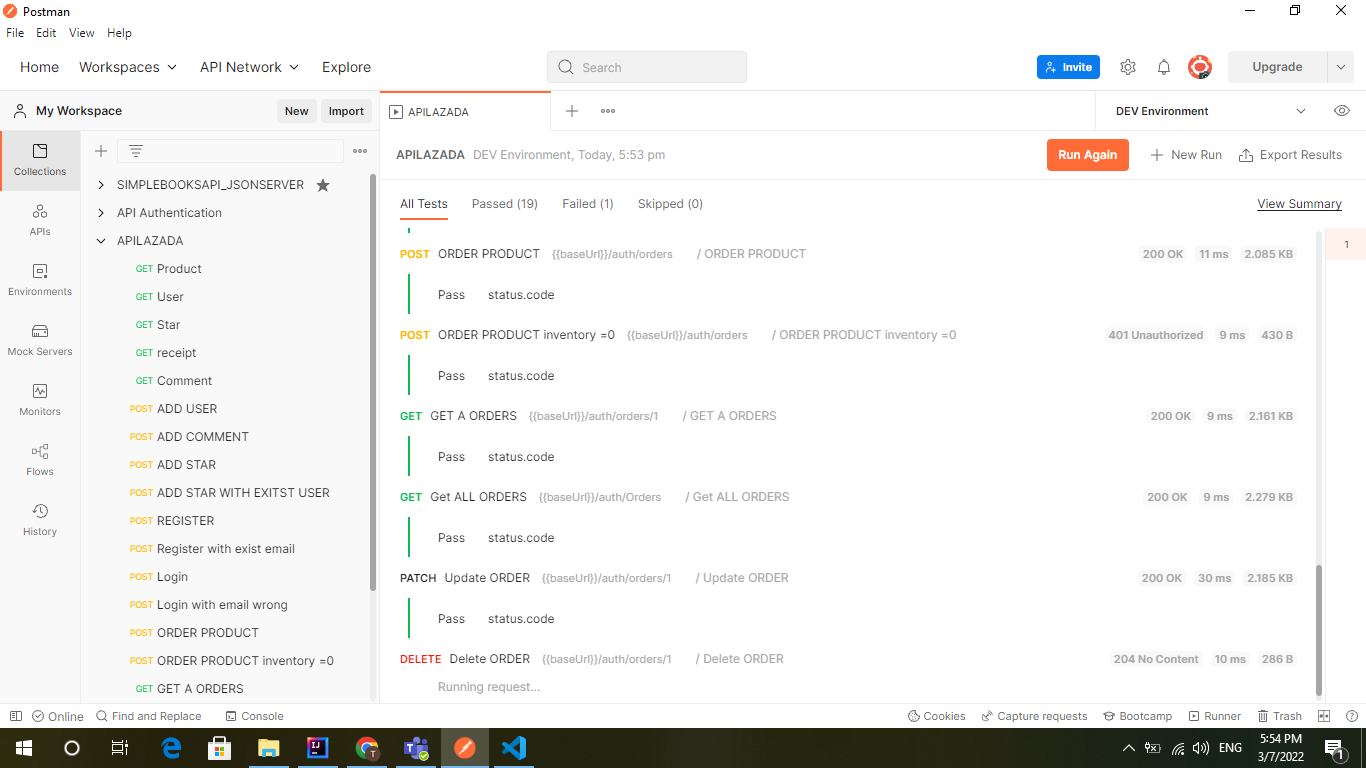 Postman
File Edit View Help
Home Workspaces API Network Explore Search Invite Upgrade
My Workspace New Import
APILAZADA
DEV Environment
Collections
APIs
Environments
Mock Servers
Monitors
Flows
History
SIMPLEBOOKSAPI_JSONSERVER
API Authentication
APILAZADA
GET Product
GET User
GET Star
GET receipt
GET Comment
POST ADD USER
POST ADD COMMENT
POST ADD STAR
POST ADD STAR WITH EXITST USER
POST REGISTER
POST Register with exist email
POST Login
POST Login with email wrong
POST ORDER PRODUCT
POST ORDER PRODUCT inventory =0
GET GET A ORDERS
APILAZADA DEV Environment, Today, 5:53 pm Run Again New Run Export Results
All Tests Passed (19) Failed (1) Skipped (0) View Summary
1
POST ORDER PRODUCT {{baseUrl}}/auth/orders / ORDER PRODUCT 200 OK 11 ms 2.085 KB
Pass status.code
POST ORDER PRODUCT inventory =0 {{baseUrl}}/auth/orders / ORDER PRODUCT inventory =0 401 Unauthorized 9 ms 430 B
Pass status.code
GET GET A ORDERS {{baseUrl}}/auth/orders/1 / GET A ORDERS 200 OK 9 ms 2.161 KB
Pass status.code
GET Get ALL ORDERS {{baseUrl}}/auth/Orders / Get ALL ORDERS 200 OK 9 ms 2.279 KB
Pass status.code
PATCH Update ORDER {{baseUrl}}/auth/orders/1 / Update ORDER 200 OK 30 ms 2.185 KB
Pass status.code
DELETE Delete ORDER {{baseUrl}}/auth/orders/1 / Delete ORDER 204 No Content 10 ms 286 B
Running request...
Online Find and Replace Console Cookies Capture requests Bootcamp Runner Trash
ENG 5:54 PM
3/7/2022
1